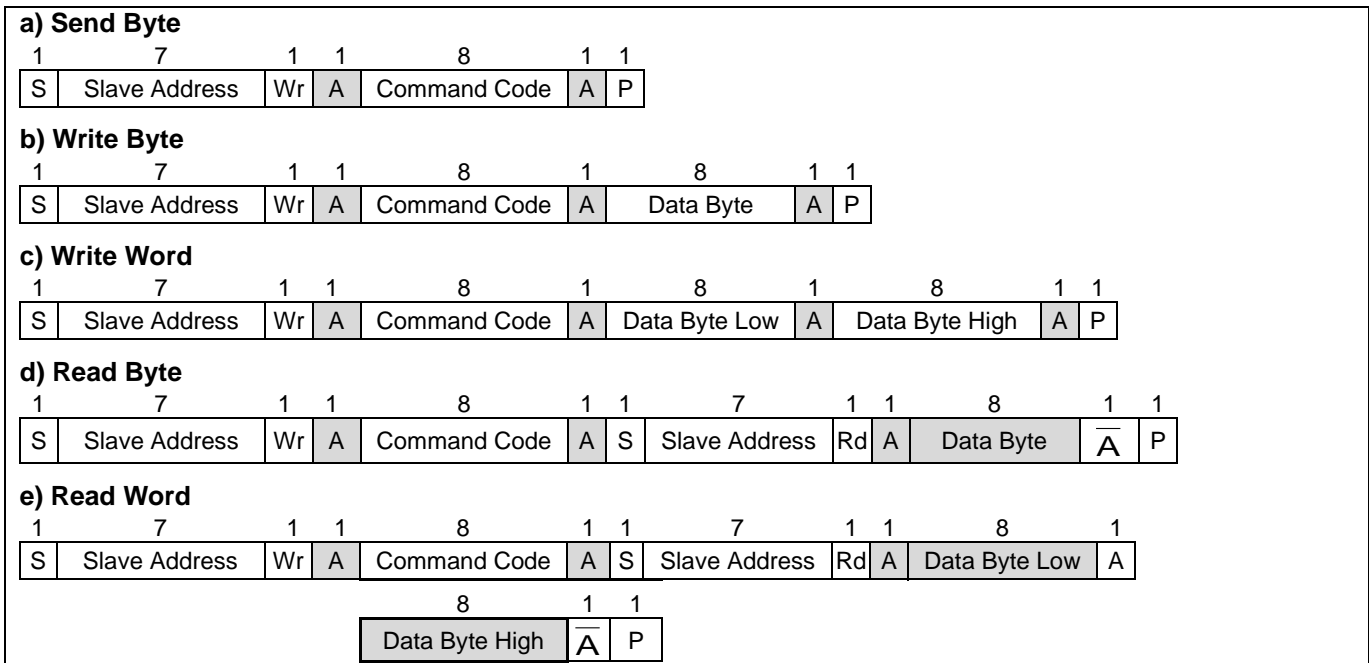 a) Send Byte
1 7 1 1 8 1 1
S Slave Address Wr A Command Code A P
b) Write Byte
1 7 1 1 8 1 8 1 1
S Slave Address Wr A Command Code A Data Byte A P
c) Write Word
1 7 1 1 8 1 8 1 8 1 1
S Slave Address Wr A Command Code A Data Byte Low A Data Byte High A P
d) Read Byte
1 7 1 1 8 1 1 7 1 1 8 1 1
S Slave Address Wr A Command Code A S Slave Address Rd A Data Byte A̅ P
e) Read Word
1 7 1 1 8 1 1 7 1 1 8 1
S Slave Address Wr A Command Code A S Slave Address Rd A Data Byte Low A
8 1 1
Data Byte High A̅ P